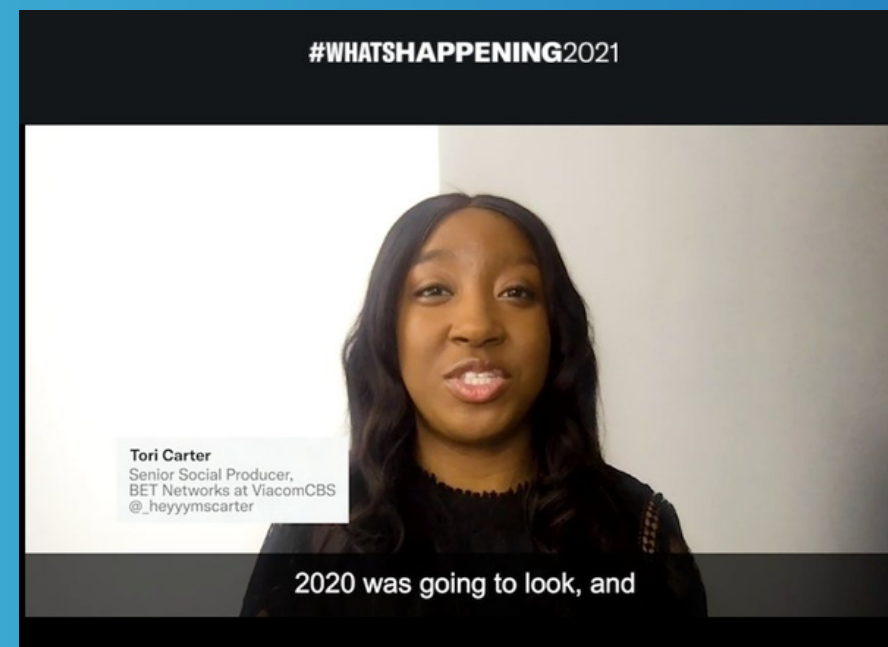 #WHATSHAPPENING2021
Tori Carter
Senior Social Producer,
BET Networks at ViacomCBS
@_heyyymscarter
2020 was going to look, and